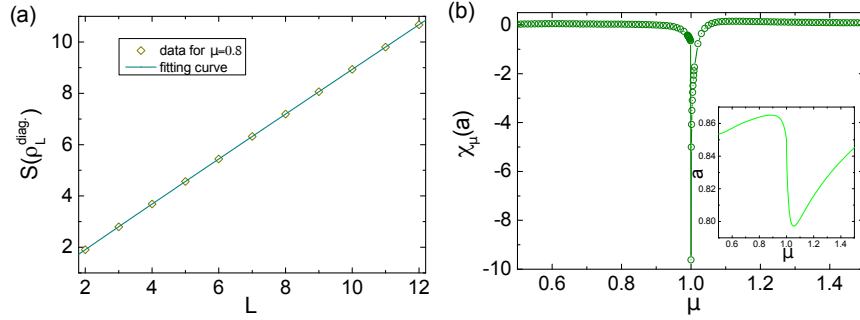 (a)
data for μ=0.8
fitting curve
S(ρ_L^diag.)
10
8
6
4
2
2 4 6 8 10 12
L
(b)
χ_μ(a)
0
-2
-4
-6
-8
-10
0.6 0.8 1.0 1.2 1.4
μ
a
0.86
0.84
0.82
0.80
0.6 0.8 1.0 1.2 1.4
μ